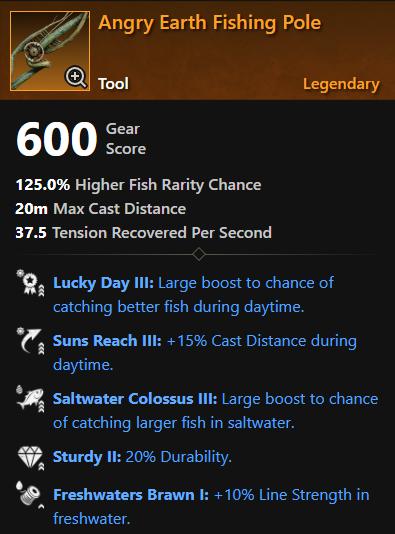 Angry Earth Fishing Pole
Tool
Legendary
600 Gear
Score
125.0% Higher Fish Rarity Chance
20m Max Cast Distance
37.5 Tension Recovered Per Second
Lucky Day III: Large boost to chance of
catching better fish during daytime.
Suns Reach III: +15% Cast Distance during
daytime.
Saltwater Colossus III: Large boost to chance
of catching larger fish in saltwater.
Sturdy II: 20% Durability.
Freshwaters Brawn I: +10% Line Strength in
freshwater.